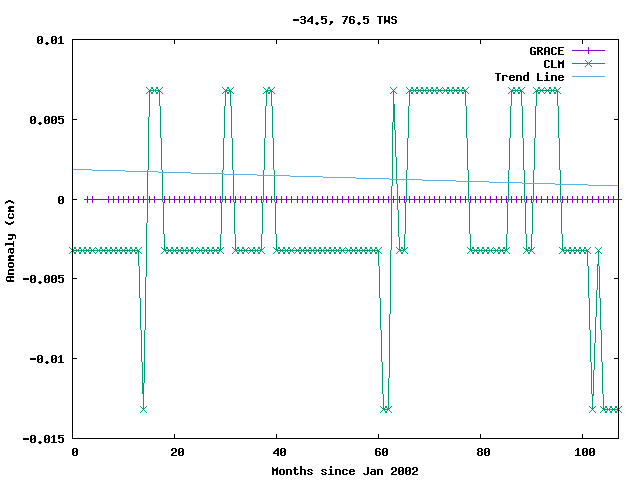 -34.5, 76.5 TWS
0.01
GRACE
CLM
Trend Line
0.005
0
Anomaly (cm)
-0.005
-0.01
-0.015
0 20 40 60 80 100
Months since Jan 2002